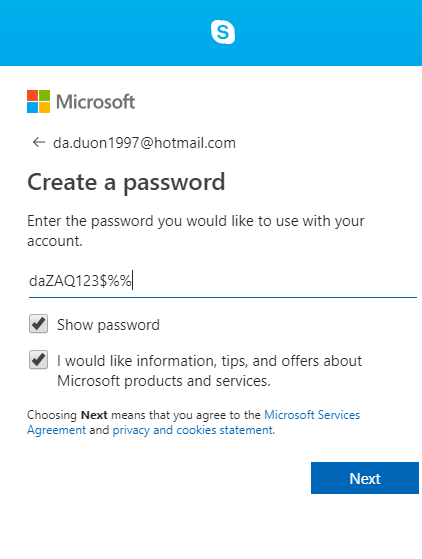 S
Microsoft
← da.duon1997@hotmail.com
Create a password
Enter the password you would like to use with your
account.
daZAQ123$%%
Show password
I would like information, tips, and offers about
Microsoft products and services.
Choosing Next means that you agree to the Microsoft Services
Agreement and privacy and cookies statement.
Next